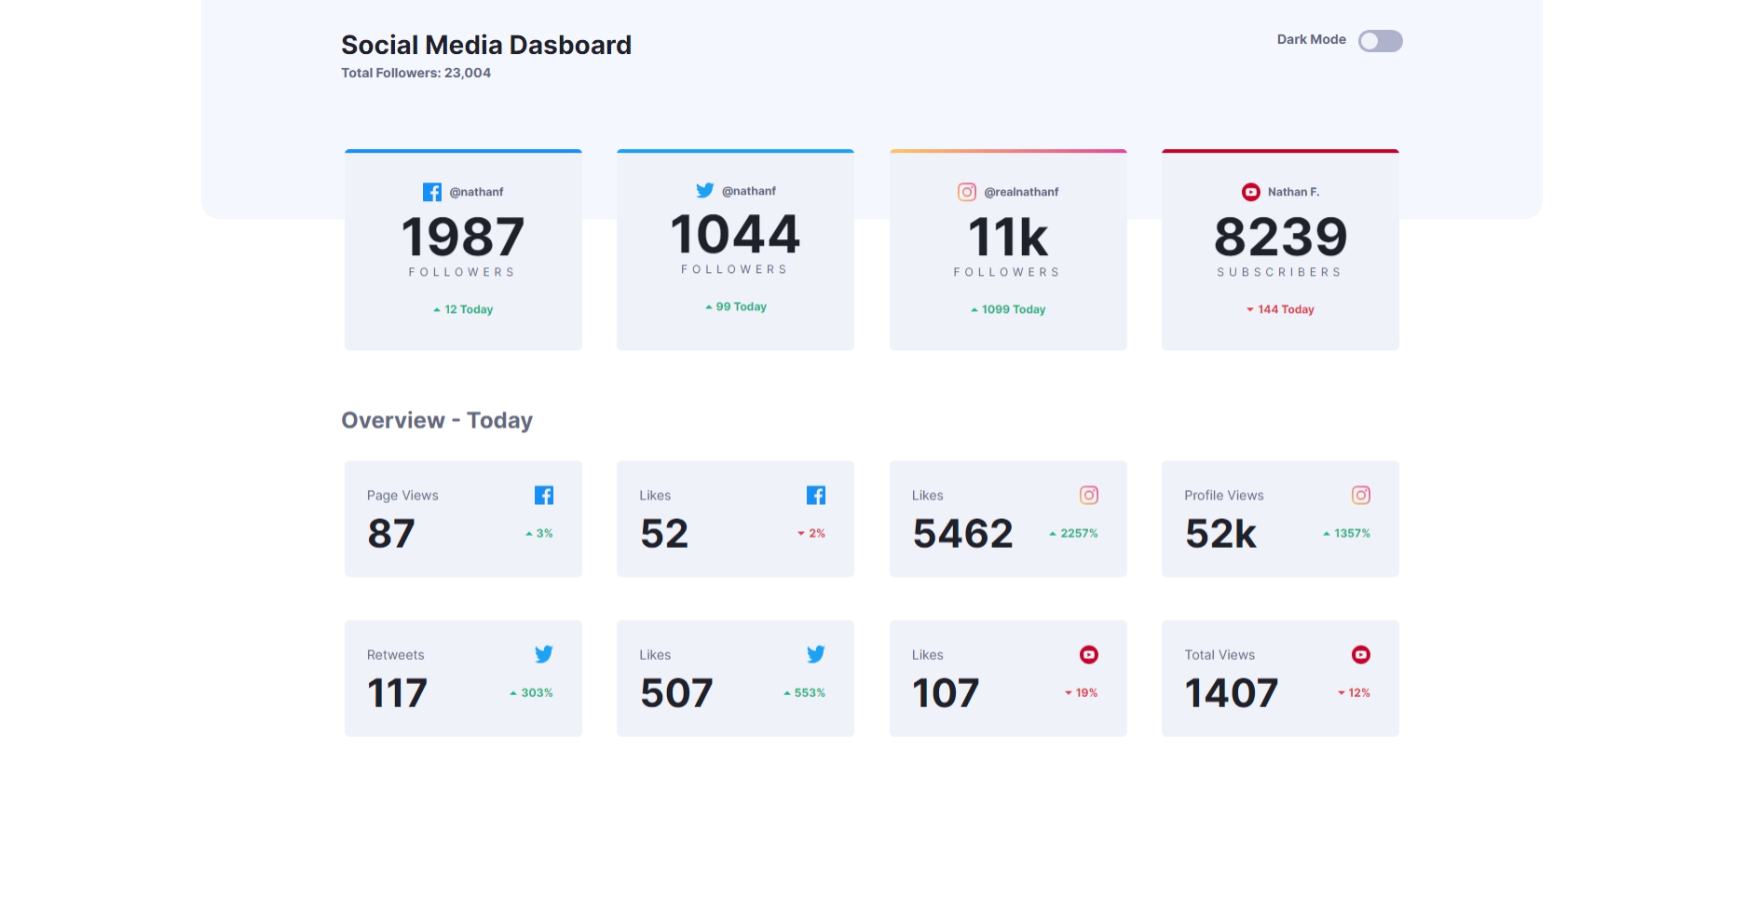 Social Media Dasboard
Total Followers: 23,004
Dark Mode
@nathanf
1987
FOLLOWERS
12 Today
@nathanf
1044
FOLLOWERS
99 Today
@realnathanf
11k
FOLLOWERS
1099 Today
Nathan F.
8239
SUBSCRIBERS
144 Today
Overview - Today
Page Views
87
3%
Likes
52
2%
Likes
5462
2257%
Profile Views
52k
1357%
Retweets
117
303%
Likes
507
553%
Likes
107
19%
Total Views
1407
12%